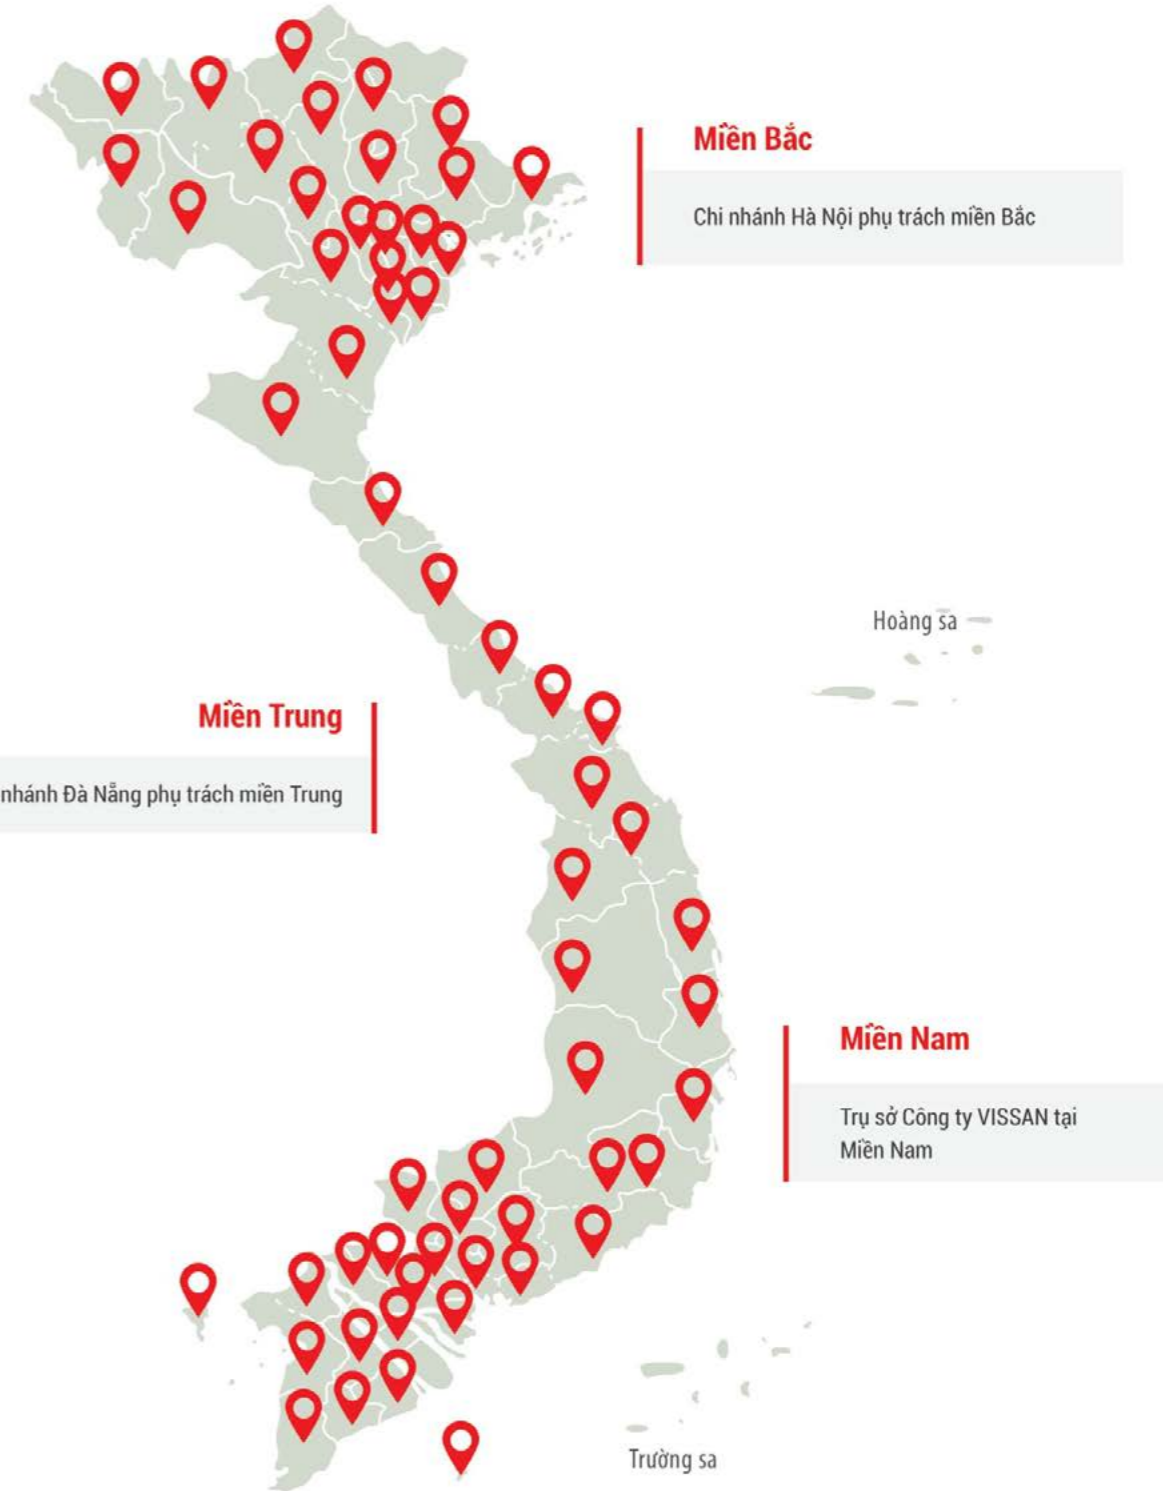 Miền Bắc
Chi nhánh Hà Nội phụ trách miền Bắc
Hoàng sa
Miền Trung
nhánh Đà Nẵng phụ trách miền Trung
Miền Nam
Trụ sở Công ty VISSAN tại
Miền Nam
Trường sa